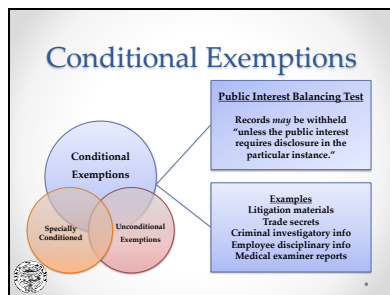 Conditional Exemptions
Public Interest Balancing Test
Records may be withheld
"unless the public interest
requires disclosure in the
particular instance."
Conditional
Exemptions
Specially
Conditioned
Unconditional
Exemptions
Examples
Litigation materials
Trade secrets
Criminal investigatory info
Employee disciplinary info
Medical examiner reports